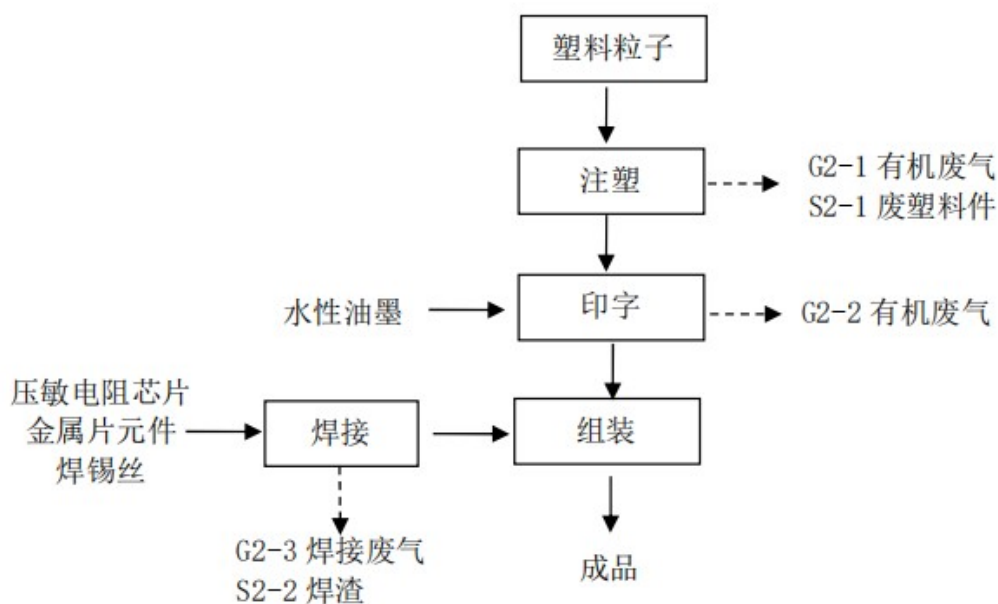 塑料粒子
注塑
G2-1 有机废气
S2-1 废塑料件
水性油墨
印字
G2-2 有机废气
压敏电阻芯片
金属片元件
焊锡丝
焊接
组装
G2-3 焊接废气
S2-2 焊渣
成品